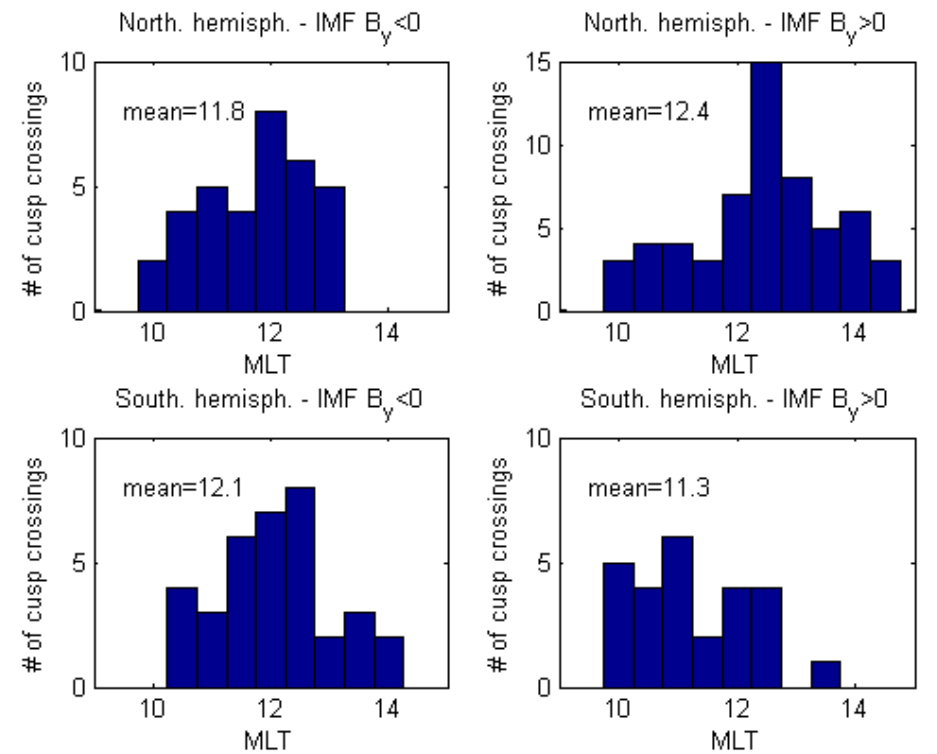 North. hemisph. - IMF By<0
10
5
0
# of cusp crossings
mean=11.8
10 12 14
MLT
North. hemisph. - IMF By>0
15
10
5
0
# of cusp crossings
mean=12.4
10 12 14
MLT
South. hemisph. - IMF By<0
10
5
0
# of cusp crossings
mean=12.1
10 12 14
MLT
South. hemisph. - IMF By>0
10
5
0
# of cusp crossings
mean=11.3
10 12 14
MLT